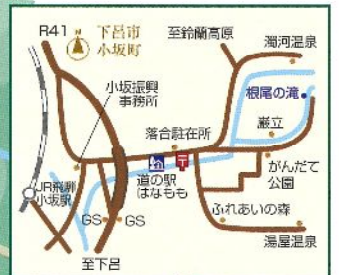 R41
下呂市
小坂町
至鈴蘭高原
濁河温泉
小坂振興
事務所
根尾の滝
落合駐在所
巌立
道の駅
はなもも
がんだて
公園
JR飛騨
小坂駅
ふれあいの森
GS
GS
湯屋温泉
至下呂